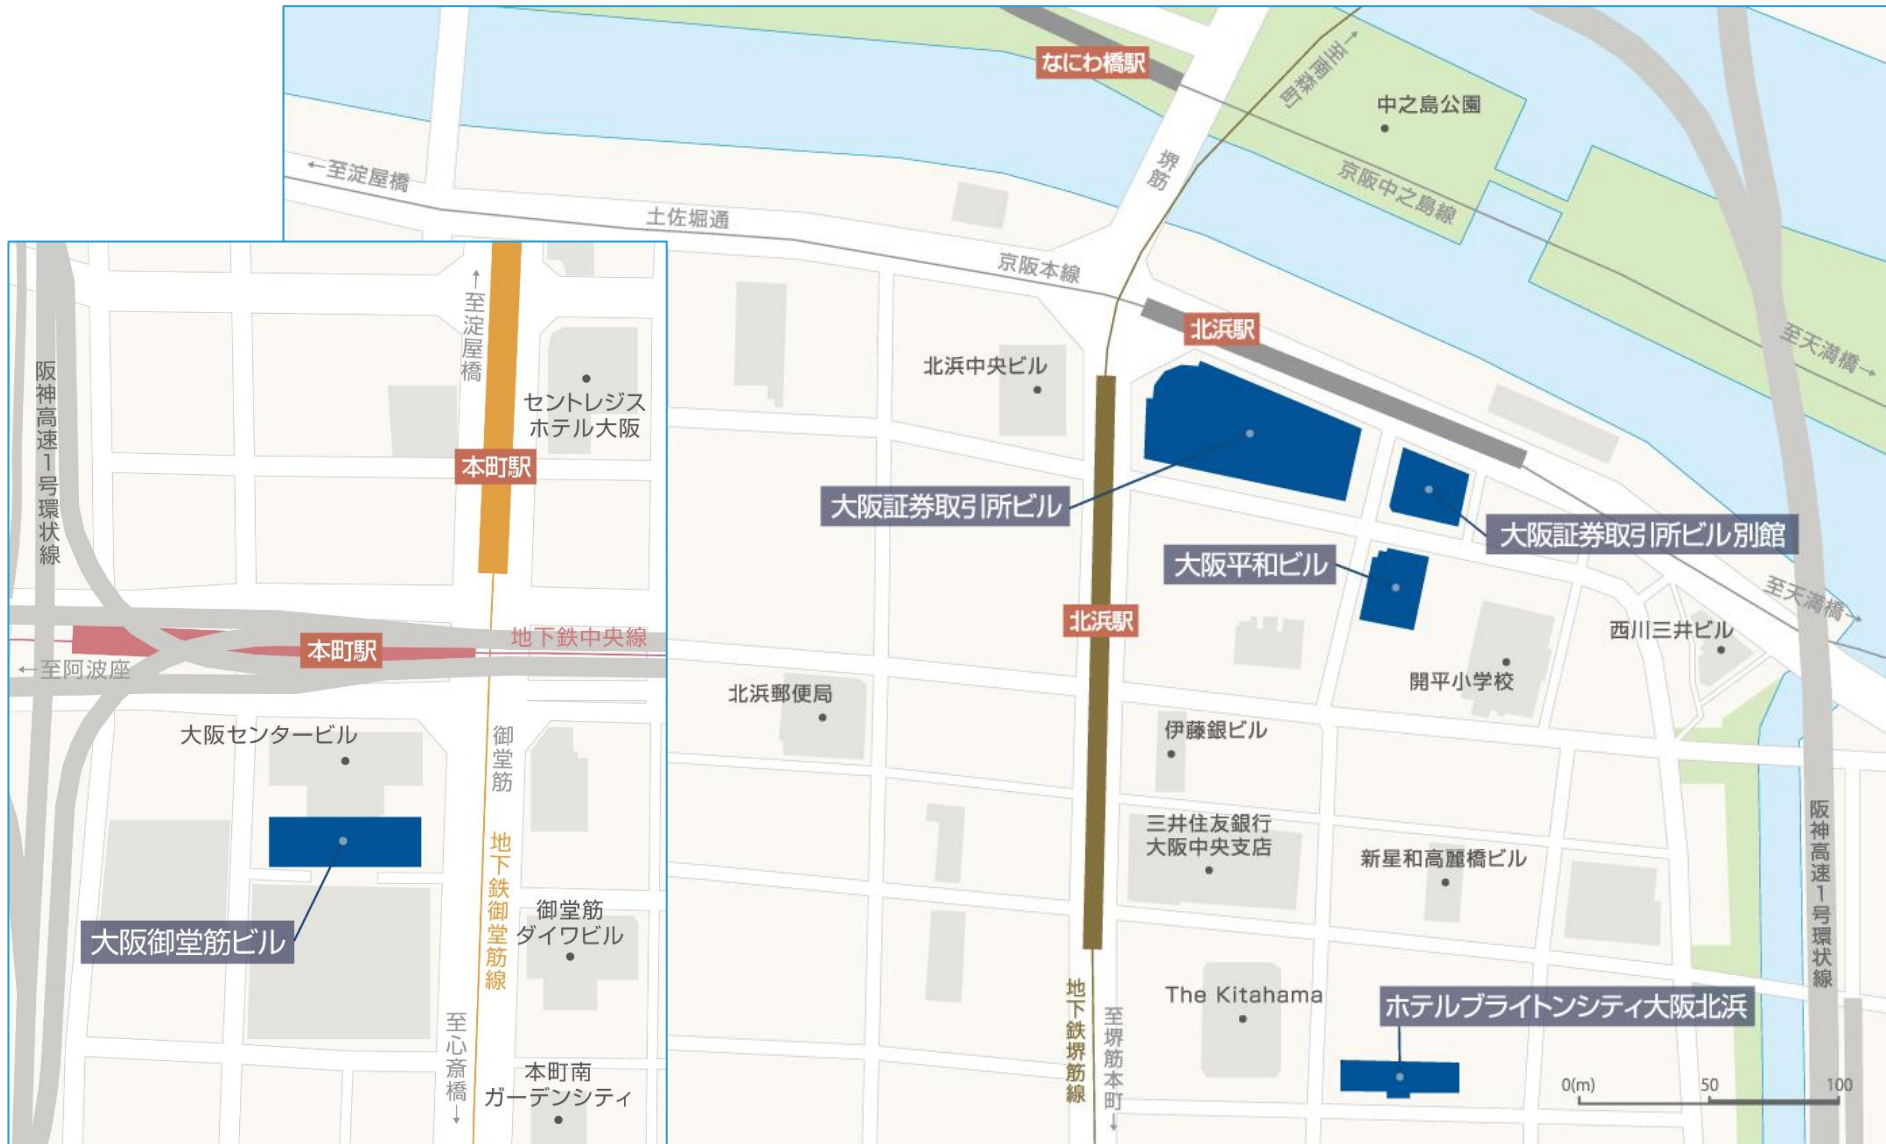 なにわ橋駅
↑至南森町
中之島公園
堺筋
京阪中之島線
←至淀屋橋
土佐堀通
京阪本線
北浜駅
至天満橋→
北浜中央ビル
大阪証券取引所ビル
大阪証券取引所ビル別館
大阪平和ビル
北浜駅
至天満橋→
西川三井ビル
開平小学校
北浜郵便局
伊藤銀ビル
三井住友銀行
大阪中央支店
新星和高麗橋ビル
阪神高速1号環状線
The Kitahama
ホテルブライトンシティ大阪北浜
地下鉄堺筋線
至堺筋本町→
0(m) 50 100
←至淀屋橋
阪神高速1号環状線
セントレジス
ホテル大阪
本町駅
地下鉄中央線
本町駅
←至阿波座
大阪センタービル
御堂筋
地下鉄御堂筋線
大阪御堂筋ビル
御堂筋
ダイワビル
至心斎橋→
本町南
ガーデンシティ